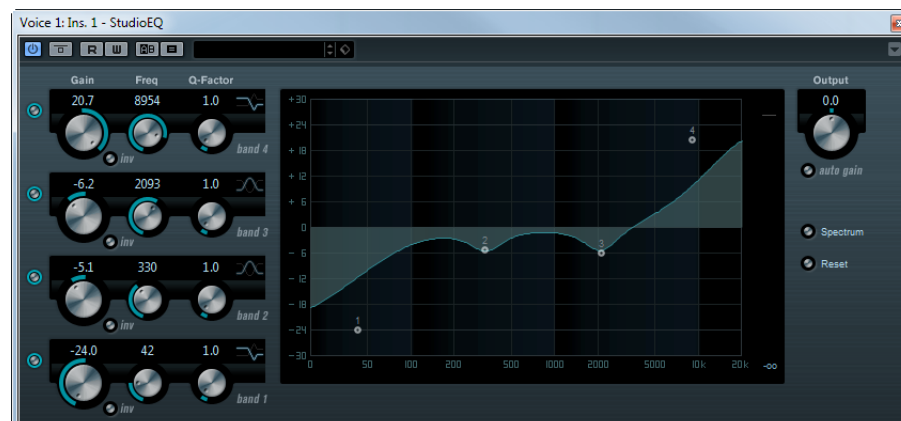 Voice 1: Ins. 1 - StudioEQ
R W AB
Gain Freq Q-Factor
20.7 8954 1.0
inv band 4
-6.2 2093 1.0
inv band 3
-5.1 330 1.0
inv band 2
-24.0 42 1.0
inv band 1
+30
+24
+18
+12
+6
0
-6
-12
-18
-24
-30
1 2 3 4
0 50 100 200 500 1000 2000 5000 10k 20k -oo
Output
0.0
auto gain
Spectrum
Reset